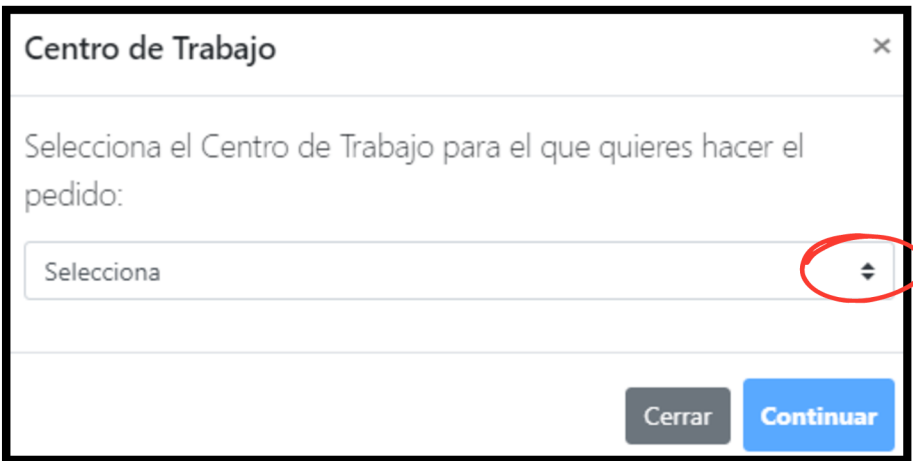 Centro de Trabajo ×
Selecciona el Centro de Trabajo para el que quieres hacer el
pedido:
Selecciona
Cerrar Continuar